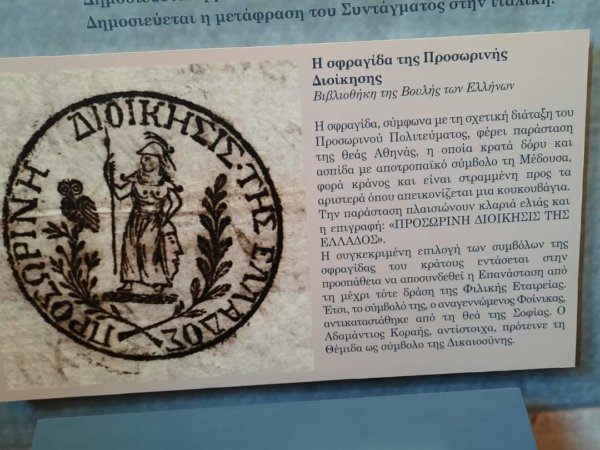 Δημοσιεύεται η μετάφραση του Συντάγματος στην ιταλική.
ΠΡΟΣΩΡΙΝΗ ΔΙΟΙΚΗΣΙΣ·ΤΗΣ ΕΛΛΑΔΟΣ
Η σφραγίδα της Προσωρινής
Διοίκησης
Βιβλιοθήκη της Βουλής των Ελλήνων
Η σφραγίδα, σύμφωνα με τη σχετική διάταξη του
Προσωρινού Πολιτεύματος, φέρει παράσταση
της θεάς Αθηνάς, η οποία κρατά δόρυ και
ασπίδα με αποτροπαϊκό σύμβολο τη Μέδουσα,
φορά κράνος και είναι στραμμένη προς τα
αριστερά όπου απεικονίζεται μια κουκουβάγια.
Την παράσταση πλαισιώνουν κλαριά ελιάς και
η επιγραφή: «ΠΡΟΣΩΡΙΝΗ ΔΙΟΙΚΗΣΙΣ ΤΗΣ
ΕΛΛΑΔΟΣ».
Η συγκεκριμένη επιλογή των συμβόλων της
σφραγίδας του κράτους εντάσεται στην
προσπάθεια να αποσυνδεθεί η Επανάσταση από
τη μέχρι τότε δράση της Φιλικής Εταιρείας.
Έτσι, το σύμβολό της, ο αναγεννώμενος Φοίνικας,
αντικαταστάθηκε από τη θεά της Σοφίας. Ο
Αδαμάντιος Κοραής, αντίστοιχα, πρότεινε τη
Θέμιδα ως σύμβολο της Δικαιοσύνης.